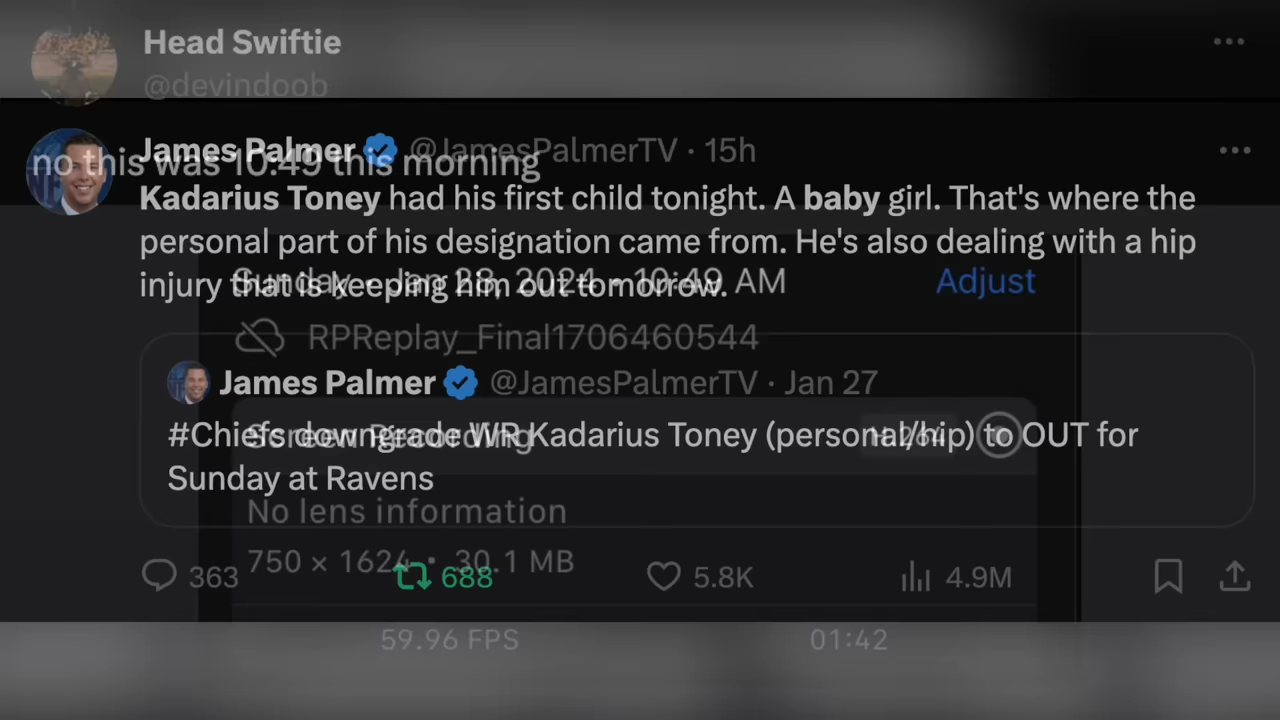 Head Swiftie
@devindoob
James Palmer @JamesPalmerTV · 15h
no this was 10:49 this morning
Kadarius Toney had his first child tonight. A baby girl. That's where the
personal part of his designation came from. He's also dealing with a hip
injury that is keeping him out tomorrow.
Sunday • Jan 28, 2024 • 10:49 AM
Adjust
RPReplay_Final1706460544
James Palmer @JamesPalmerTV · Jan 27
#Chiefs downgrade WR Kadarius Toney (personal/hip) to OUT for
Screen Recording
Sunday at Ravens
No lens information
750 × 1624 • 30.1 MB
363 688 5.8K 4.9M
59.96 FPS 01:42